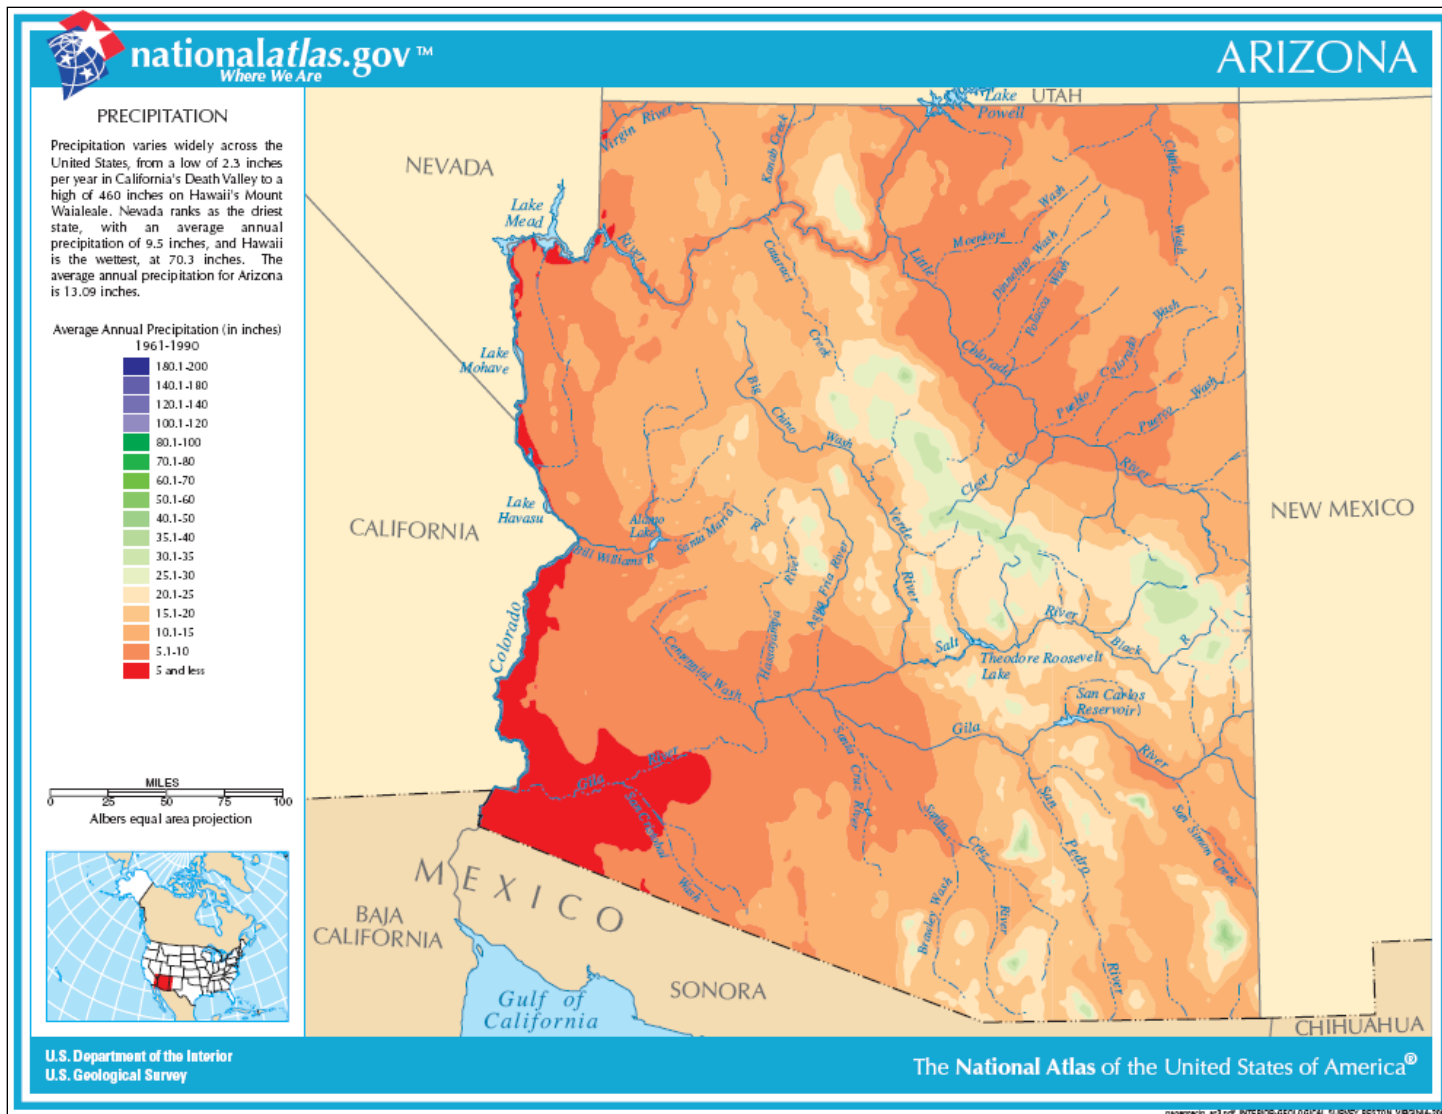 nationalatlas.gov ™
Where We Are
ARIZONA
PRECIPITATION
Precipitation varies widely across the
United States, from a low of 2.3 inches
per year in California's Death Valley to a
high of 460 inches on Hawaii's Mount
Waialeale. Nevada ranks as the driest
state, with an average annual
precipitation of 9.5 inches, and Hawaii
is the wettest, at 70.3 inches. The
average annual precipitation for Arizona
is 13.09 inches.
Average Annual Precipitation (in inches)
1961-1990
180.1-200
140.1-180
120.1-140
100.1-120
80.1-100
70.1-80
60.1-70
50.1-60
40.1-50
35.1-40
30.1-35
25.1-30
20.1-25
15.1-20
10.1-15
5.1-10
5 and less
MILES
0 25 50 75 100
Albers equal area projection
UTAH
Lake
Powell
NEVADA
Virgin River
Kanab Creek
Chinle
Wash
Lake
Mead
River
Cataract
Creek
Little
Colorado
River
Moenkopi
Wash
Dinnebito Wash
Polacca Wash
Pueblo Colorado Wash
Puerco Wash
Lake
Mohave
Big
Chino
Wash
Clear Cr
Verde
River
Lake
Havasu
CALIFORNIA
NEW MEXICO
Alamo
Lake
Santa Maria
R
Bill Williams R
Colorado
Hassayampa
River
Agua Fria River
Centennial Wash
Salt
River
Black
R
Theodore Roosevelt
Lake
San Carlos
Reservoir
Gila
River
Gila
River
Santa
Cruz
River
San Cristobal
Wash
Santa
Cruz
River
Brawley Wash
San
Pedro
River
San Simon Creek
MEXICO
BAJA
CALIFORNIA
SONORA
Gulf of
California
CHIHUAHUA
U.S. Department of the Interior
U.S. Geological Survey
The National Atlas of the United States of America®